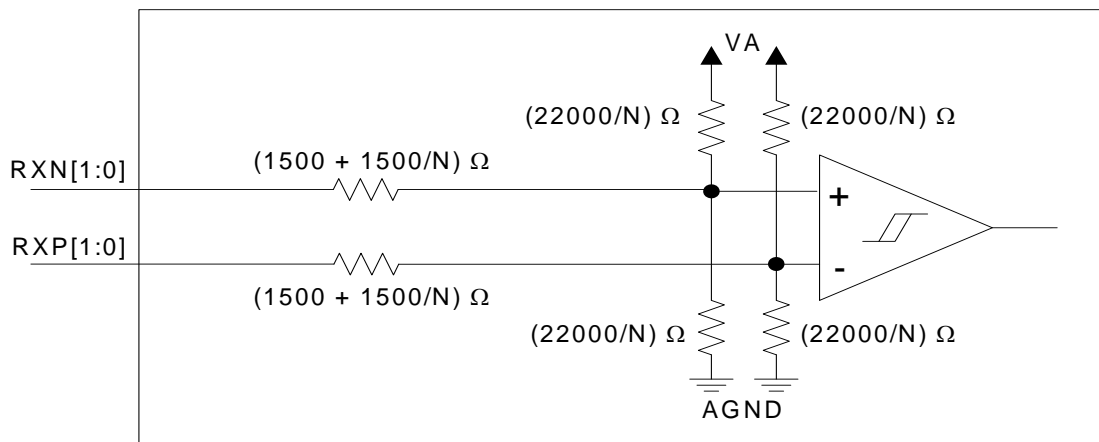 VA
(22000/N) Ω
(22000/N) Ω
RXN[1:0]
(1500 + 1500/N) Ω
+
RXP[1:0]
-
(1500 + 1500/N) Ω
(22000/N) Ω
(22000/N) Ω
AGND